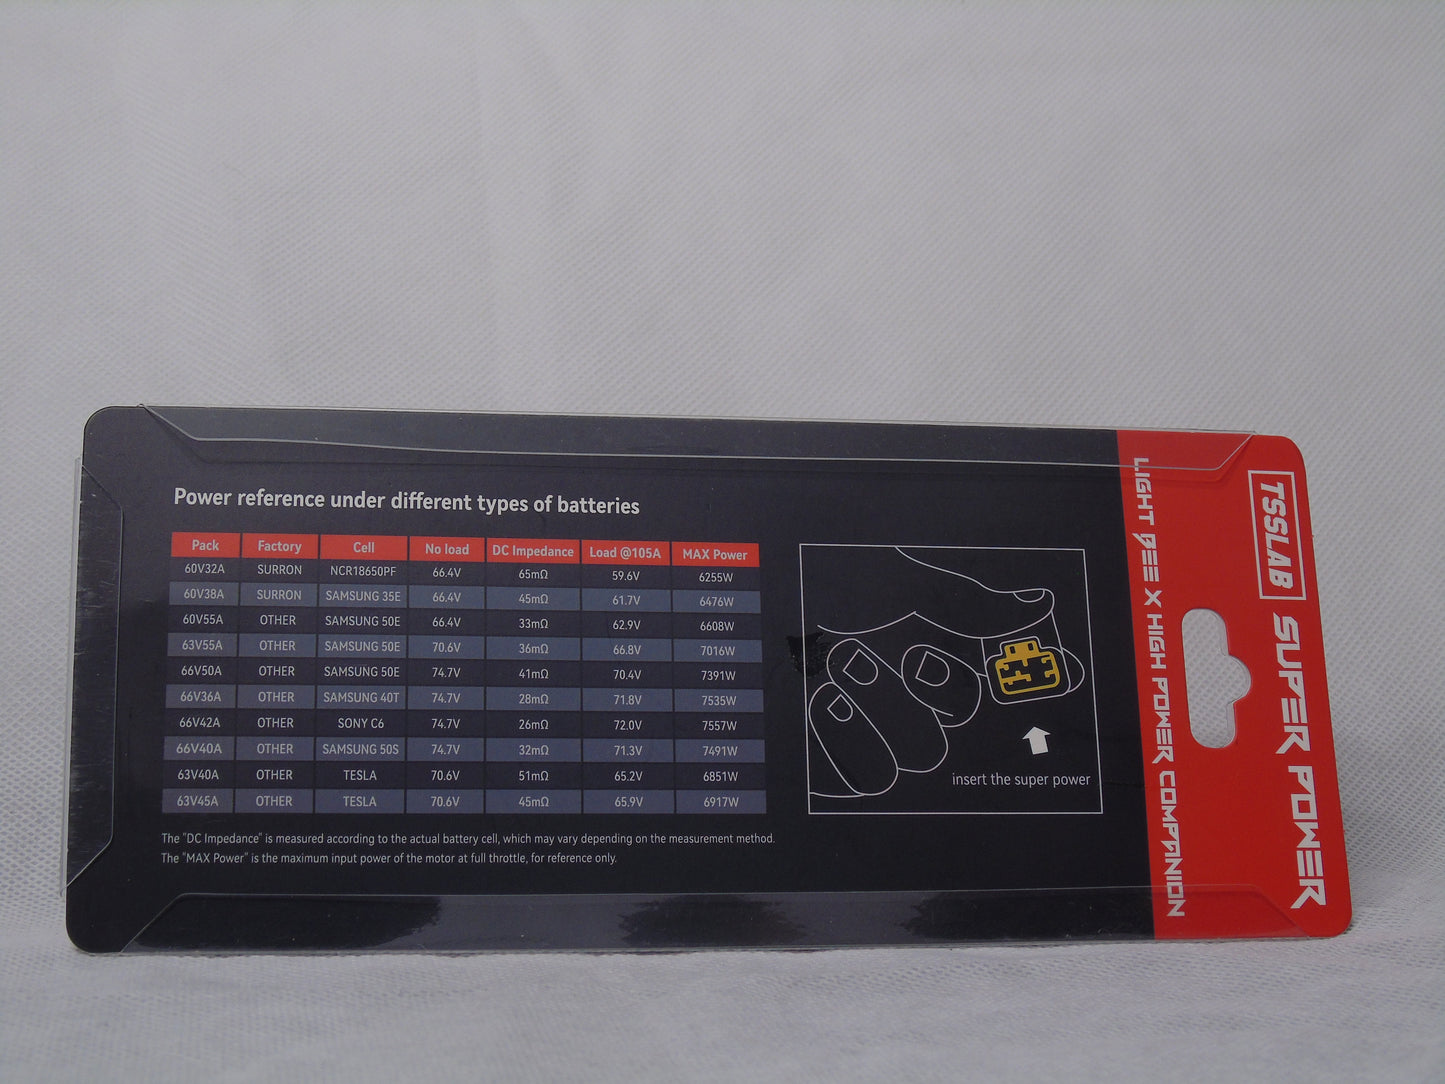 Power reference under different types of batteries
Pack Factory Cell No load DC Impedance Load @105A MAX Power
60V32A SURRON NCR18650PF 66.4V 65mΩ 59.6V 6255W
60V38A SURRON SAMSUNG 35E 66.4V 45mΩ 61.7V 6476W
60V55A OTHER SAMSUNG 50E 66.4V 33mΩ 62.9V 6608W
63V55A OTHER SAMSUNG 50E 70.6V 36mΩ 66.8V 7016W
66V50A OTHER SAMSUNG 50E 74.7V 41mΩ 70.4V 7391W
66V36A OTHER SAMSUNG 40T 74.7V 28mΩ 71.8V 7535W
66V42A OTHER SONY C6 74.7V 26mΩ 72.0V 7557W
66V40A OTHER SAMSUNG 50S 74.7V 32mΩ 71.3V 7491W
63V40A OTHER TESLA 70.6V 51mΩ 65.2V 6851W
63V45A OTHER TESLA 70.6V 45mΩ 65.9V 6917W
The "DC Impedance" is measured according to the actual battery cell, which may vary depending on the measurement method.
The "MAX Power" is the maximum input power of the motor at full throttle, for reference only.
insert the super power
TSSLAB SUPER POWER
LIGHT BEE X HIGH POWER COMPANION